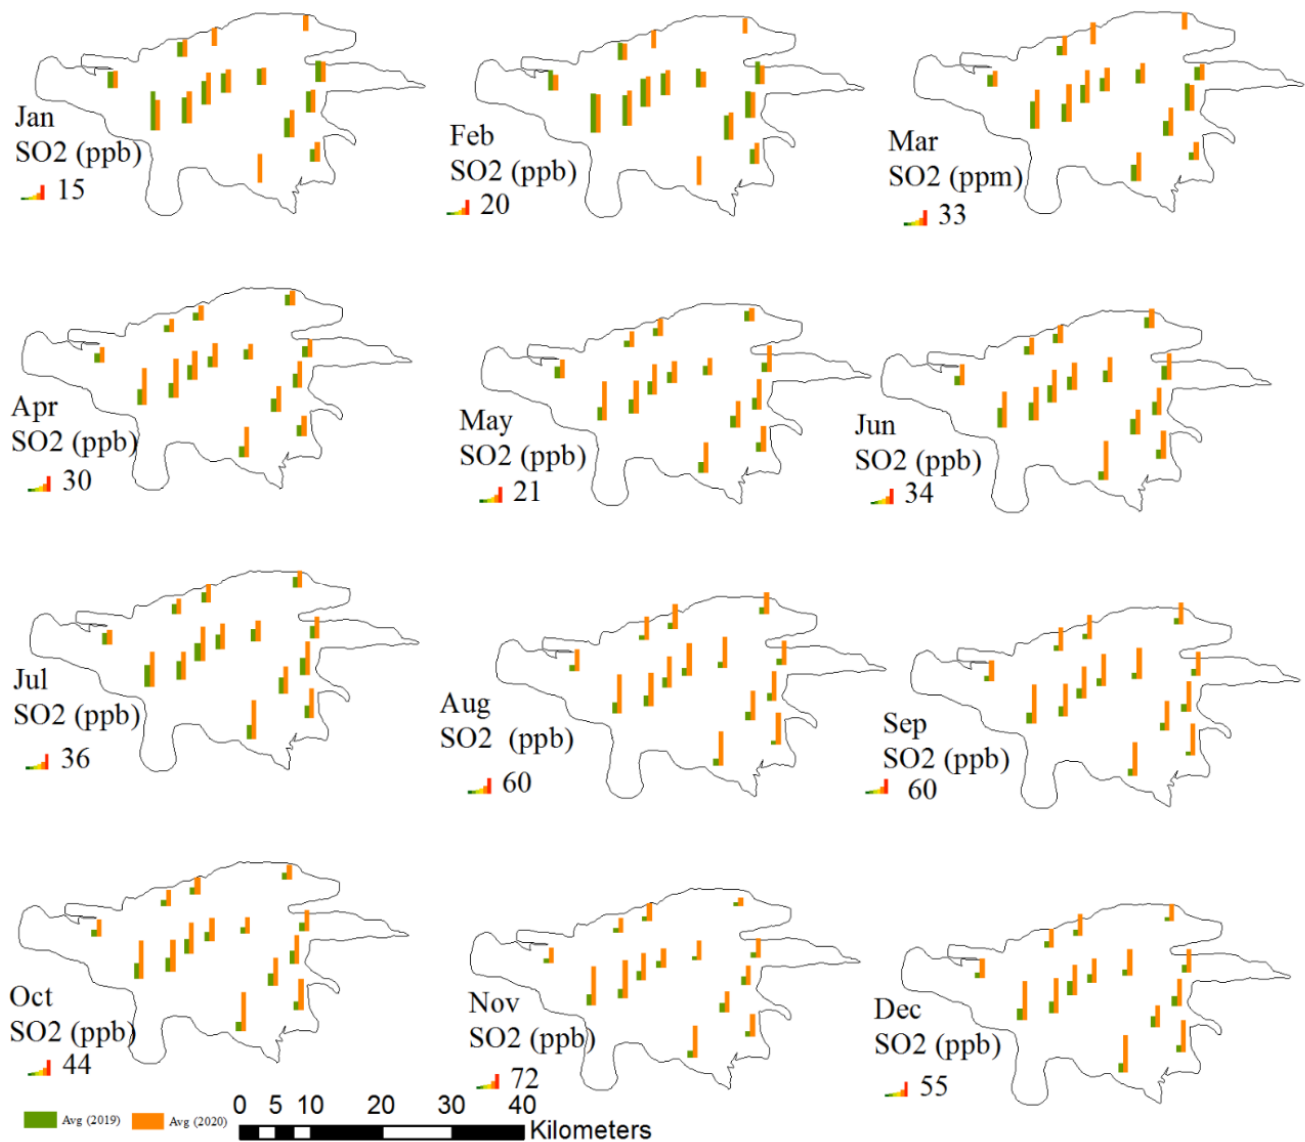 Jan
SO2 (ppb)
15
Feb
SO2 (ppb)
20
Mar
SO2 (ppm)
33
Apr
SO2 (ppb)
30
May
SO2 (ppb)
21
Jun
SO2 (ppb)
34
Jul
SO2 (ppb)
36
Aug
SO2 (ppb)
60
Sep
SO2 (ppb)
60
Oct
SO2 (ppb)
44
Nov
SO2 (ppb)
72
Dec
SO2 (ppb)
55
Avg (2019) Avg (2020)
0 5 10 20 30 40
Kilometers